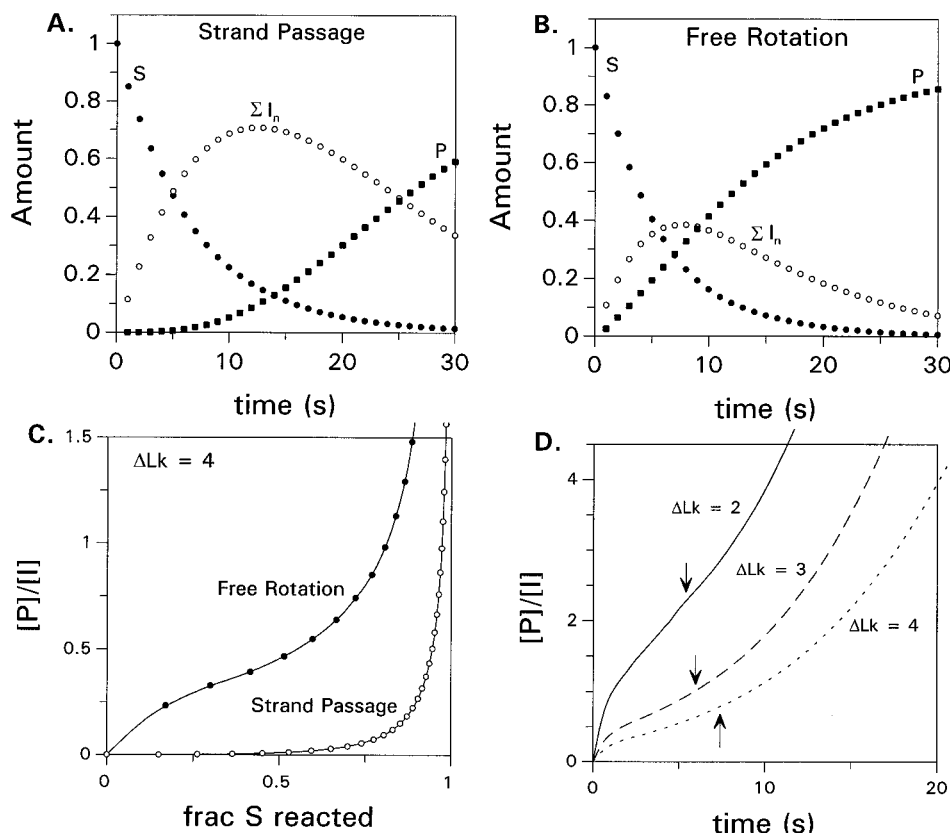 A.
Strand Passage
1
0.8
0.6
0.4
0.2
0
S
Σ In
P
Amount
0 10 20 30
time (s)
B.
Free Rotation
1
0.8
0.6
0.4
0.2
0
S
P
Σ In
Amount
0 10 20 30
time (s)
C.
ΔLk = 4
1.5
1
0.5
0
[P]/[I]
Free Rotation
Strand Passage
0 0.5 1
frac S reacted
D.
4
2
0
[P]/[I]
ΔLk = 2
ΔLk = 3
ΔLk = 4
0 10 20
time (s)